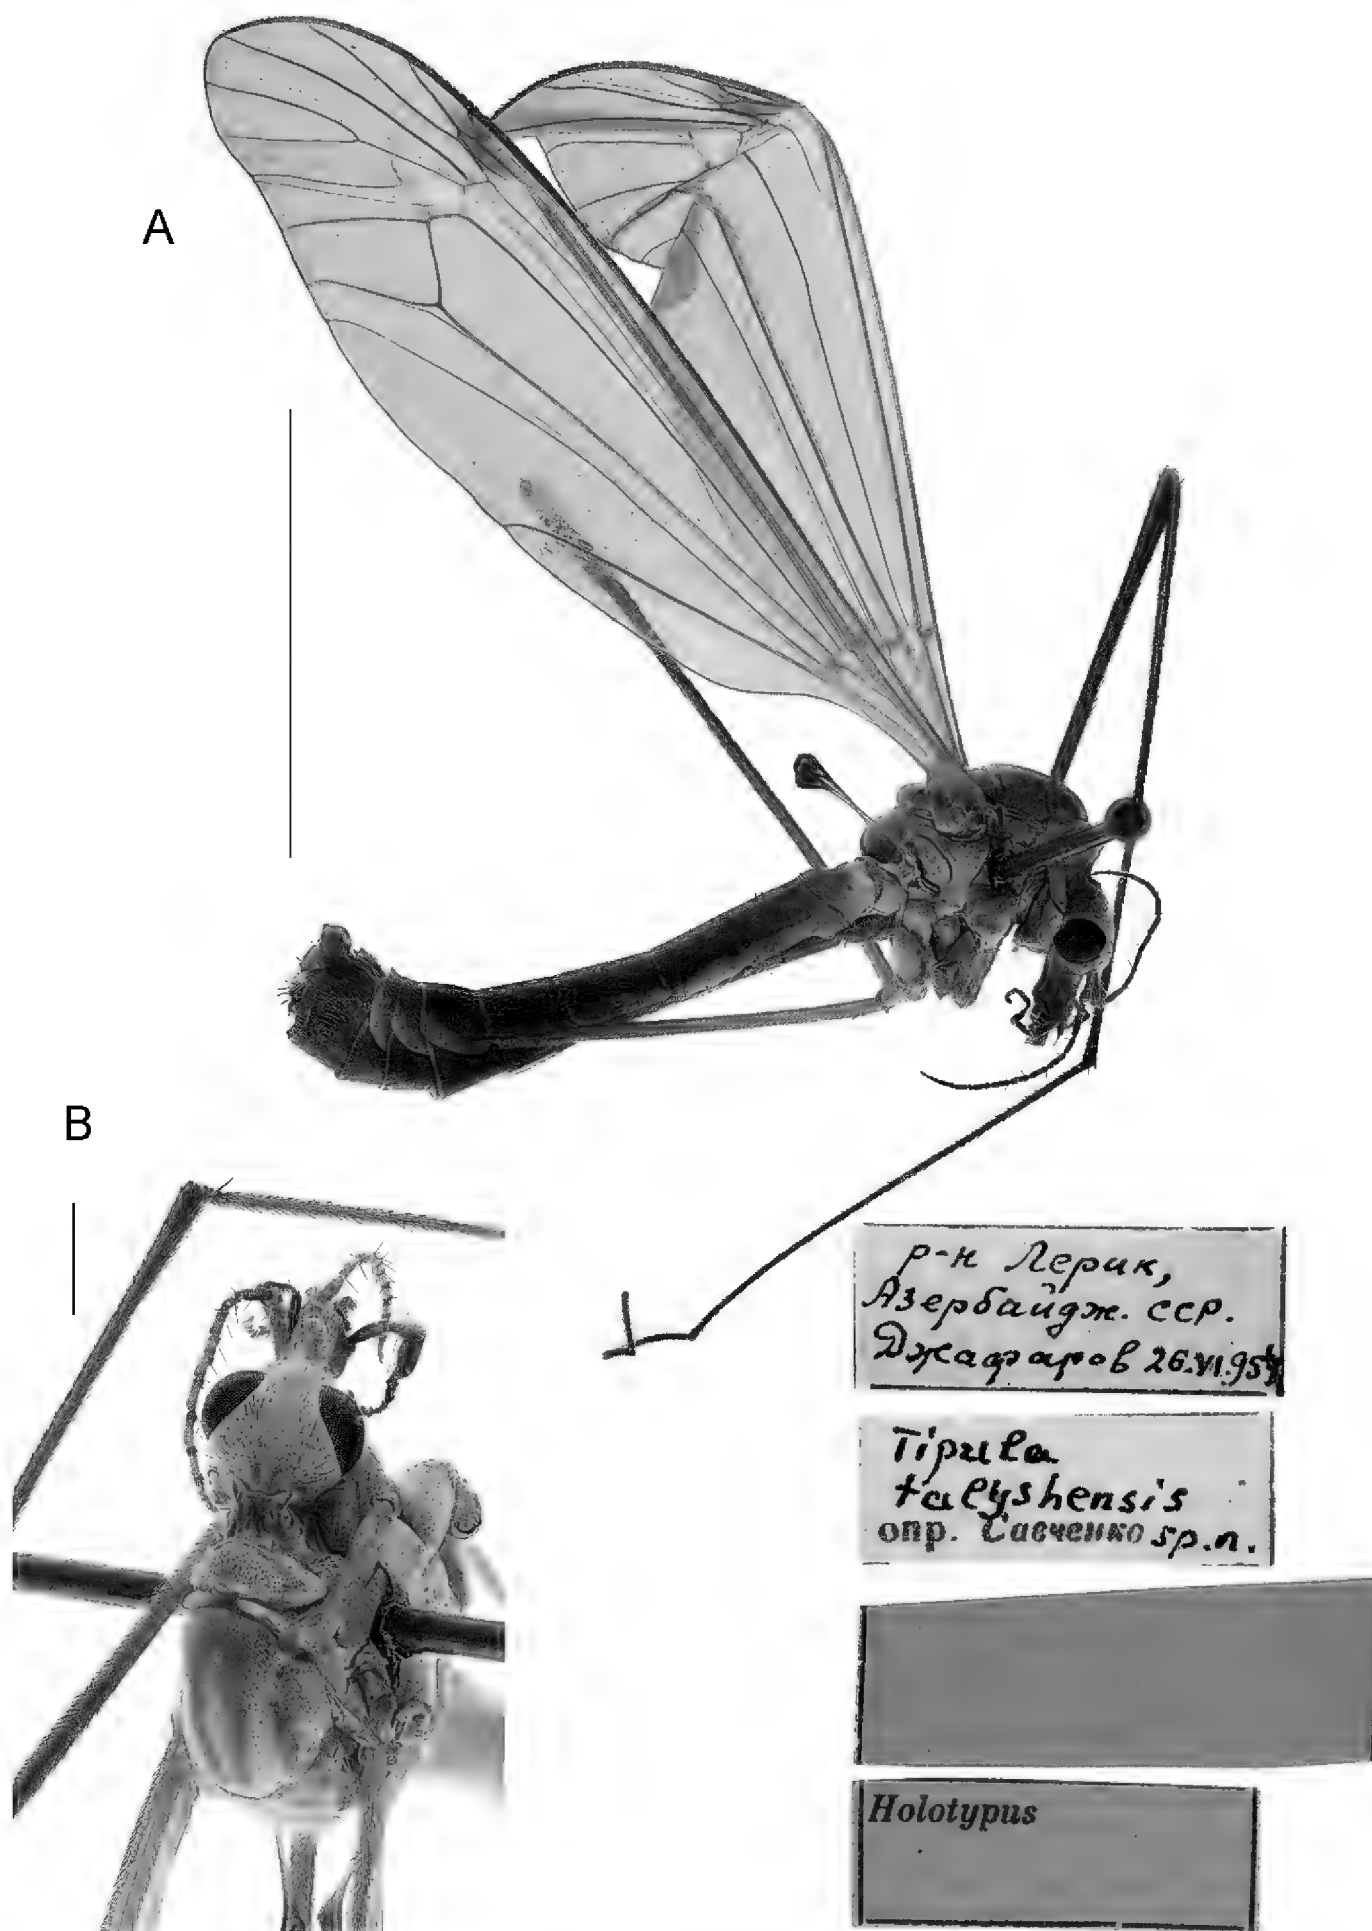 A
B
р-н Лерик,
Азербайдж. ССР.
Джафаров 26.VI.95
Tipula
talyshensis
опр. Савченко sp.n.
Holotypus